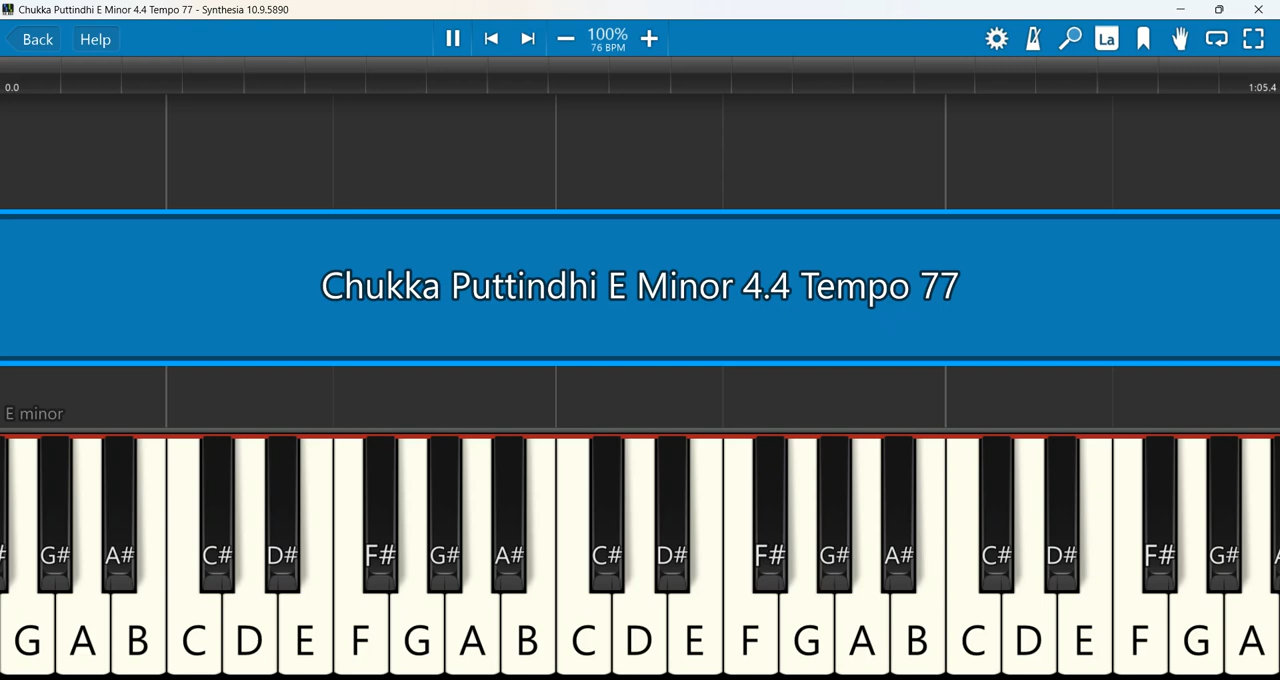 Chukka Puttindhi E Minor 4.4 Tempo 77 - Synthesia 10.9.5890
Back Help 100% La
76 BPM
0.0 1:05.4
Chukka Puttindhi E Minor 4.4 Tempo 77
E minor
# G# A# C# D# F# G# A# C# D# F# G# A# C# D# F# G#
G A B C D E F G A B C D E F G A B C D E F G A